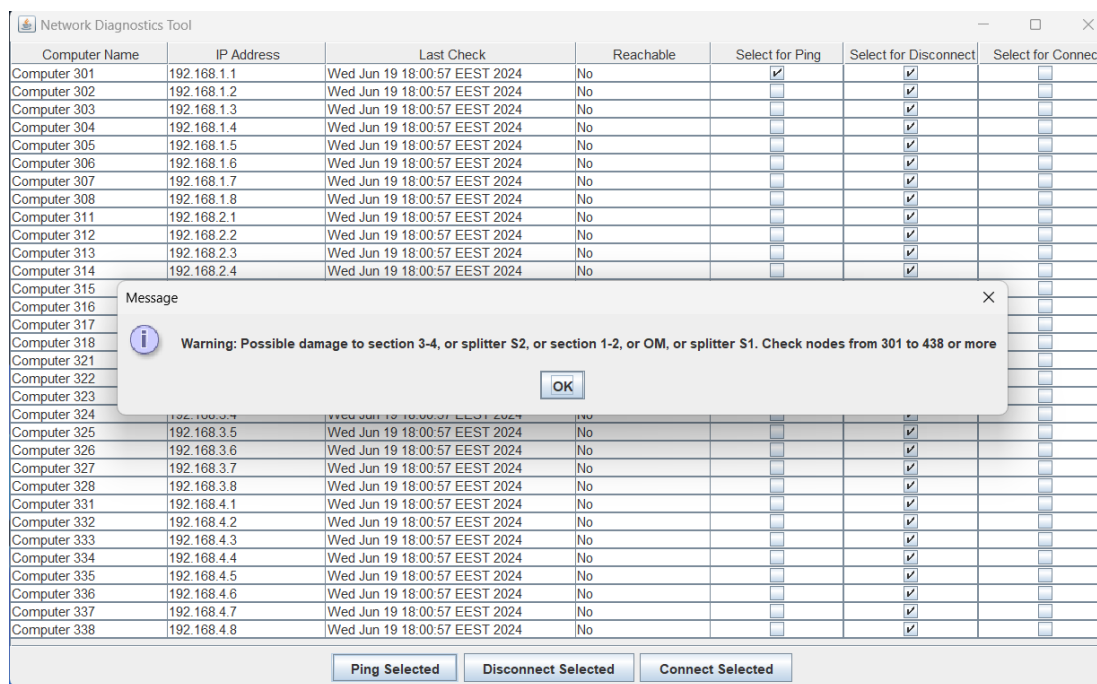 Network Diagnostics Tool
Computer Name IP Address Last Check Reachable Select for Ping Select for Disconnect Select for Connec
Computer 301 192.168.1.1 Wed Jun 19 18:00:57 EEST 2024 No
Computer 302 192.168.1.2 Wed Jun 19 18:00:57 EEST 2024 No
Computer 303 192.168.1.3 Wed Jun 19 18:00:57 EEST 2024 No
Computer 304 192.168.1.4 Wed Jun 19 18:00:57 EEST 2024 No
Computer 305 192.168.1.5 Wed Jun 19 18:00:57 EEST 2024 No
Computer 306 192.168.1.6 Wed Jun 19 18:00:57 EEST 2024 No
Computer 307 192.168.1.7 Wed Jun 19 18:00:57 EEST 2024 No
Computer 308 192.168.1.8 Wed Jun 19 18:00:57 EEST 2024 No
Computer 311 192.168.2.1 Wed Jun 19 18:00:57 EEST 2024 No
Computer 312 192.168.2.2 Wed Jun 19 18:00:57 EEST 2024 No
Computer 313 192.168.2.3 Wed Jun 19 18:00:57 EEST 2024 No
Computer 314 192.168.2.4 Wed Jun 19 18:00:57 EEST 2024 No
Computer 315
Computer 316
Computer 317
Computer 318
Computer 321
Computer 322
Computer 323
Message
Warning: Possible damage to section 3-4, or splitter S2, or section 1-2, or OM, or splitter S1. Check nodes from 301 to 438 or more
OK
Computer 324 192.168.3.4 Wed Jun 19 18:00:57 EEST 2024 No
Computer 325 192.168.3.5 Wed Jun 19 18:00:57 EEST 2024 No
Computer 326 192.168.3.6 Wed Jun 19 18:00:57 EEST 2024 No
Computer 327 192.168.3.7 Wed Jun 19 18:00:57 EEST 2024 No
Computer 328 192.168.3.8 Wed Jun 19 18:00:57 EEST 2024 No
Computer 331 192.168.4.1 Wed Jun 19 18:00:57 EEST 2024 No
Computer 332 192.168.4.2 Wed Jun 19 18:00:57 EEST 2024 No
Computer 333 192.168.4.3 Wed Jun 19 18:00:57 EEST 2024 No
Computer 334 192.168.4.4 Wed Jun 19 18:00:57 EEST 2024 No
Computer 335 192.168.4.5 Wed Jun 19 18:00:57 EEST 2024 No
Computer 336 192.168.4.6 Wed Jun 19 18:00:57 EEST 2024 No
Computer 337 192.168.4.7 Wed Jun 19 18:00:57 EEST 2024 No
Computer 338 192.168.4.8 Wed Jun 19 18:00:57 EEST 2024 No
Ping Selected Disconnect Selected Connect Selected